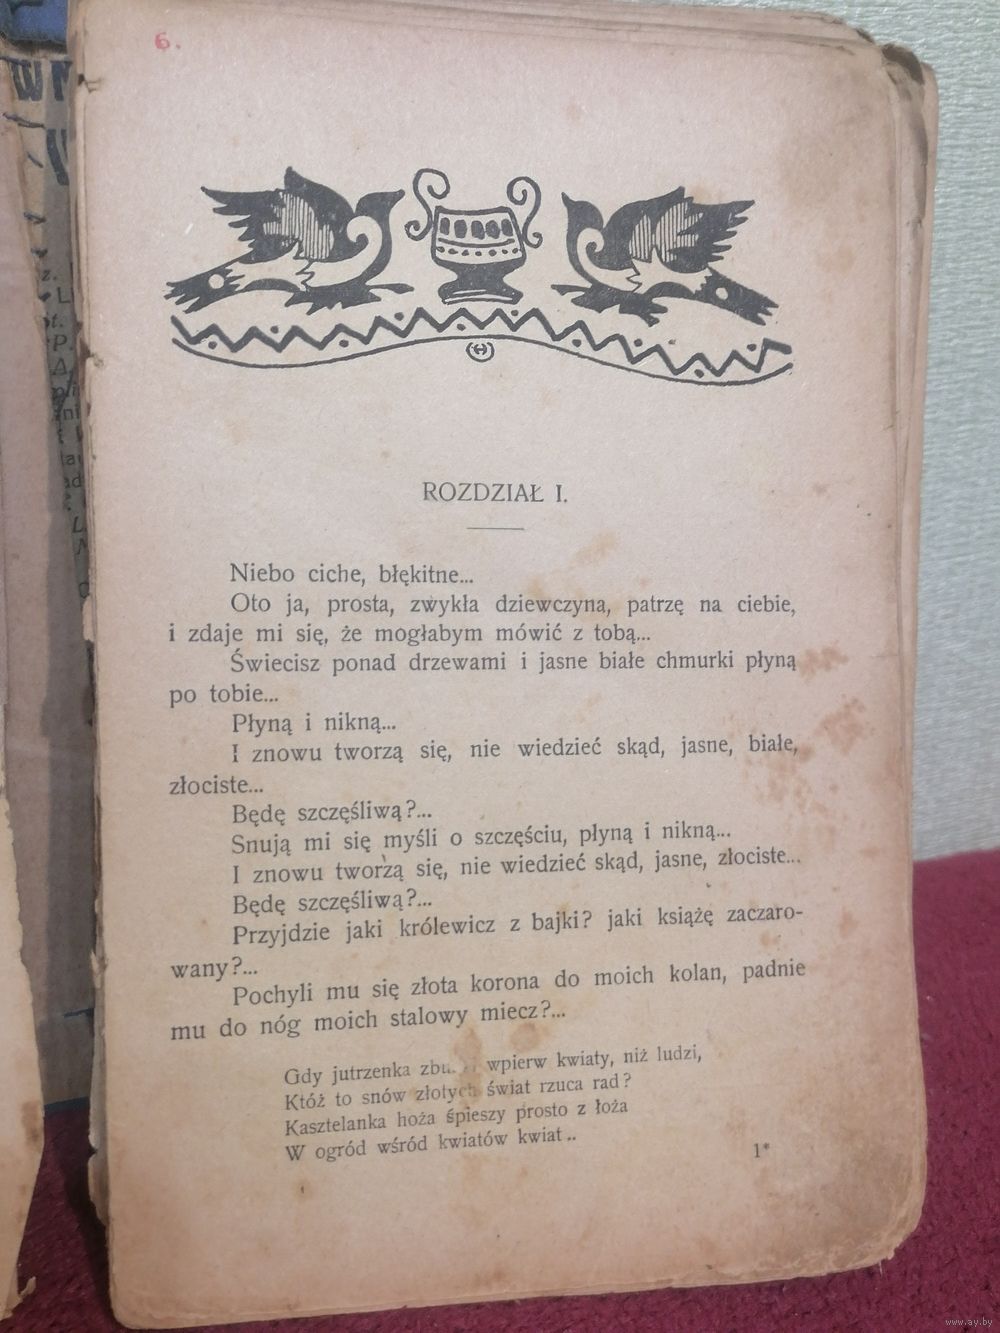 6.
ROZDZIAŁ I.
Niebo ciche, błękitne...
Oto ja, prosta, zwykła dziewczyna, patrzę na ciebie,
i zdaje mi się, że mogłabym mówić z tobą...
Świecisz ponad drzewami i jasne białe chmurki płyną
po tobie...
Płyną i nikną...
I znowu tworzą się, nie wiedzieć skąd, jasne, białe,
złociste...
Będę szczęśliwą?...
Snują mi się myśli o szczęściu, płyną i nikną...
I znowu tworzą się, nie wiedzieć skąd, jasne, złociste...
Będę szczęśliwą?...
Przyjdzie jaki królewicz z bajki? jaki książę zaczaro-
wany?...
Pochyli mu się złota korona do moich kolan, padnie
mu do nóg moich stalowy miecz?...
Gdy jutrzenka wpierw kwiaty, niż ludzi,
Któż to snów złotych świat rzuca rad?
Kasztelanka hoża śpieszy prosto z łoża
W ogród wśród kwiatów kwiat..
1*
www.ay.by